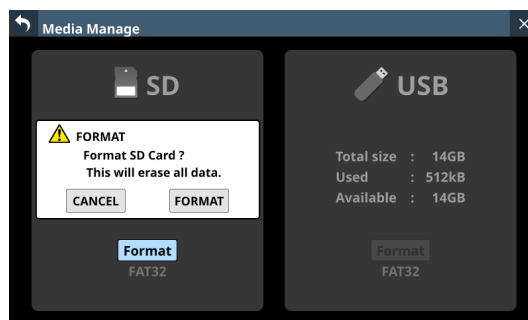 Media Manage
SD
FORMAT
Format SD Card ?
This will erase all data.
CANCEL
FORMAT
Format
FAT32
USB
Total size : 14GB
Used : 512kB
Available : 14GB
Format
FAT32